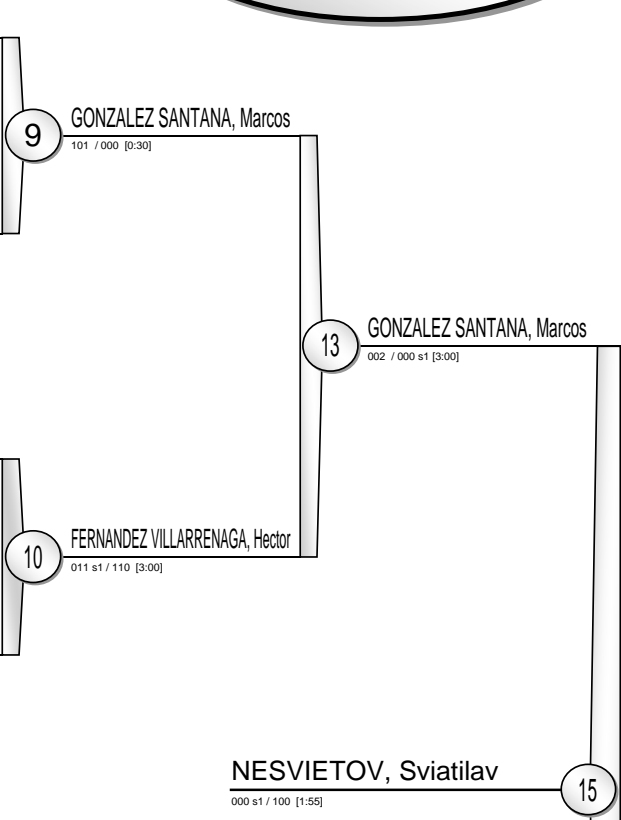 GONZALEZ SANTANA, Marcos
9
101 / 000 [0:30]
GONZALEZ SANTANA, Marcos
13
002 / 000 s1 [3:00]
FERNANDEZ VILLARRENAGA, Hector
10
011 s1 / 110 [3:00]
NESVIETOV, Sviatilav
15
000 s1 / 100 [1:55]